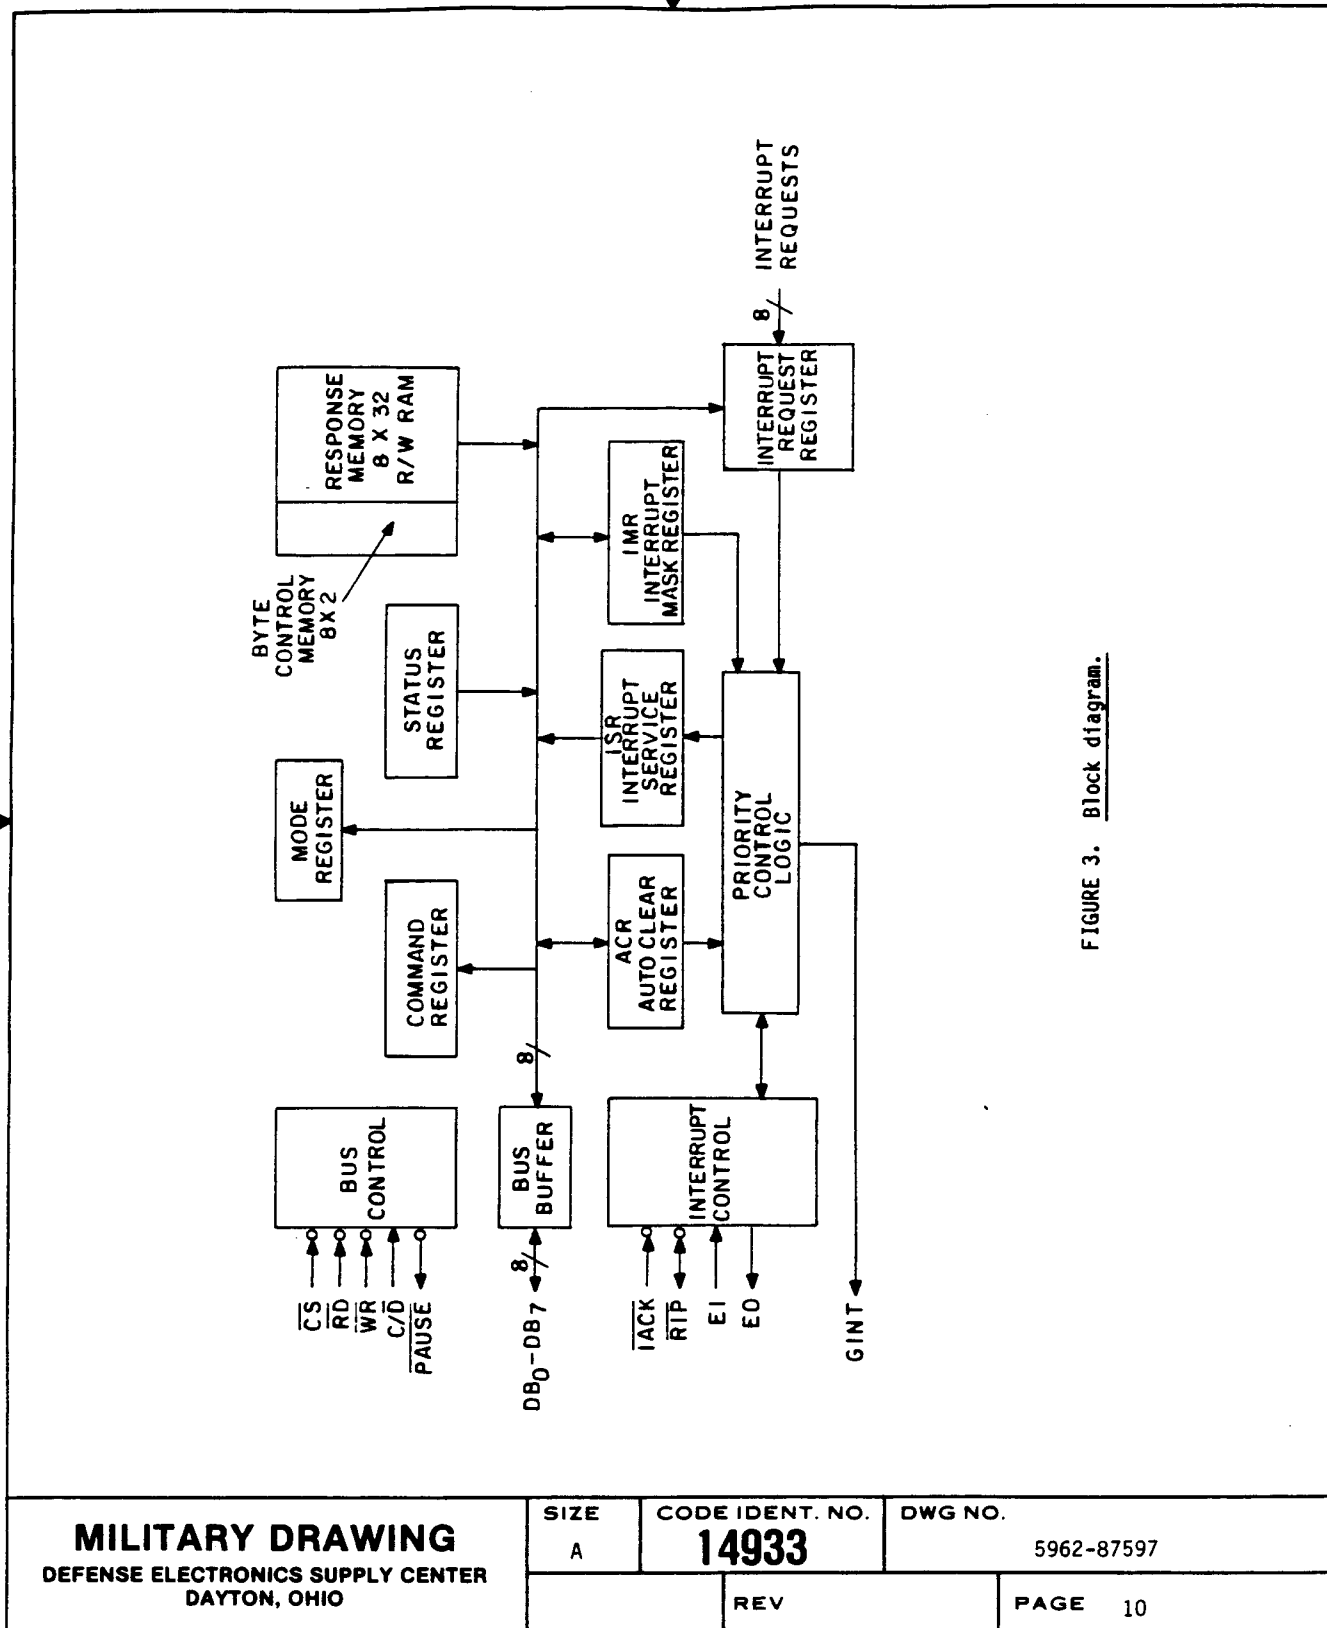 RESPONSE
MEMORY
8 X 32
R/W RAM
BYTE
CONTROL
MEMORY
8X2
STATUS
REGISTER
MODE
REGISTER
COMMAND
REGISTER
BUS
CONTROL
CS
RD
WR
C/D
PAUSE
8
BUS
BUFFER
8
DB0-DB7
IMR
INTERRUPT
MASK REGISTER
ISR
INTERRUPT
SERVICE
REGISTER
ACR
AUTO CLEAR
REGISTER
INTERRUPT
CONTROL
IACK
RIP
EI
EO
INTERRUPT
REQUESTS
8
INTERRUPT
REQUEST
REGISTER
PRIORITY
CONTROL
LOGIC
GINT
FIGURE 3. Block diagram.
MILITARY DRAWING
DEFENSE ELECTRONICS SUPPLY CENTER
DAYTON, OHIO
SIZE
A
CODE IDENT. NO.
14933
DWG NO.
5962-87597
REV
PAGE 10